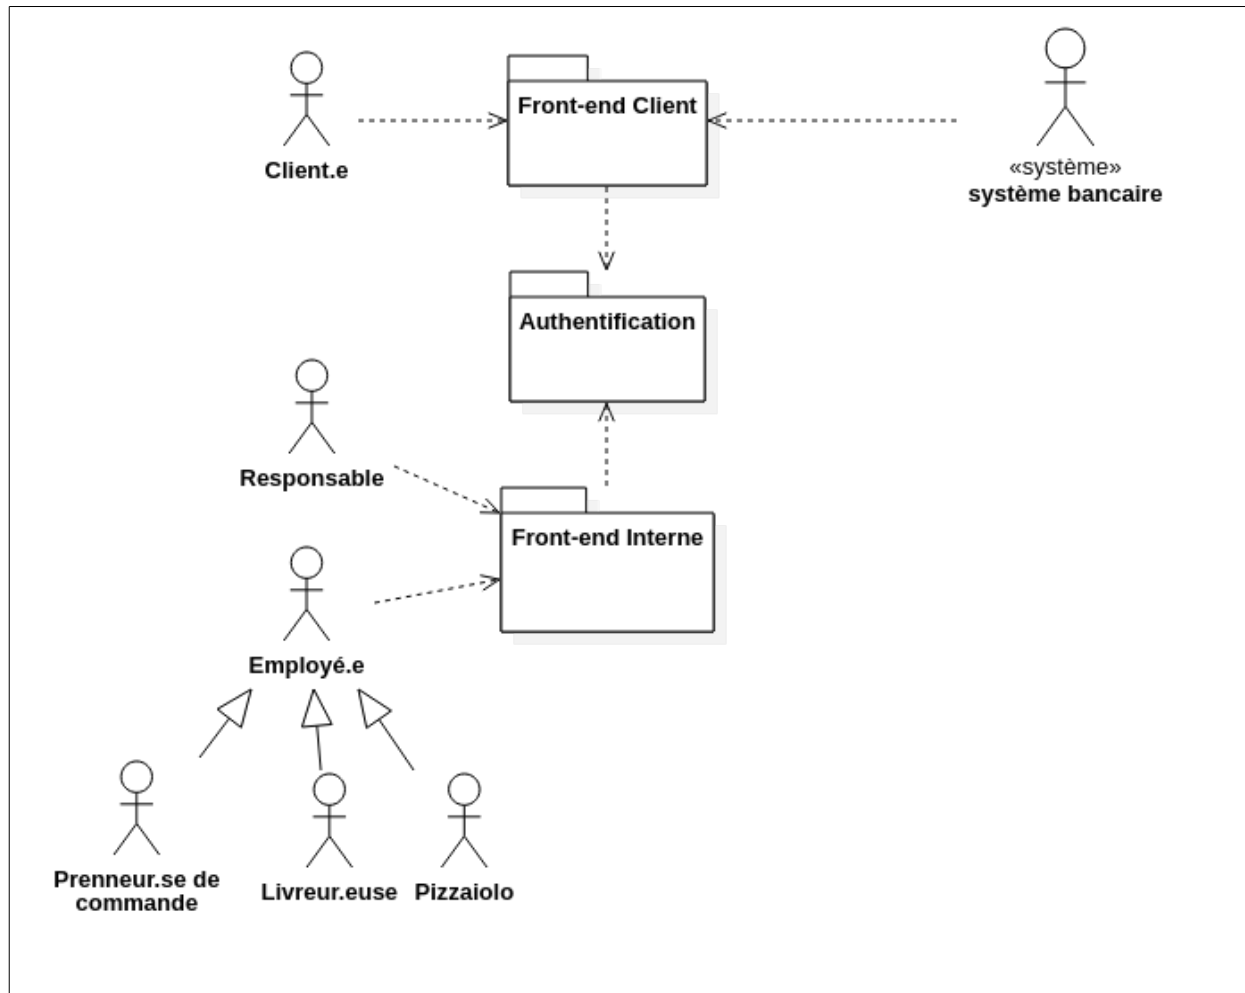 Front-end Client
Client.e
«système»
système bancaire
Authentification
Responsable
Front-end Interne
Employé.e
Prenneur.se de
commande
Livreur.euse
Pizzaiolo